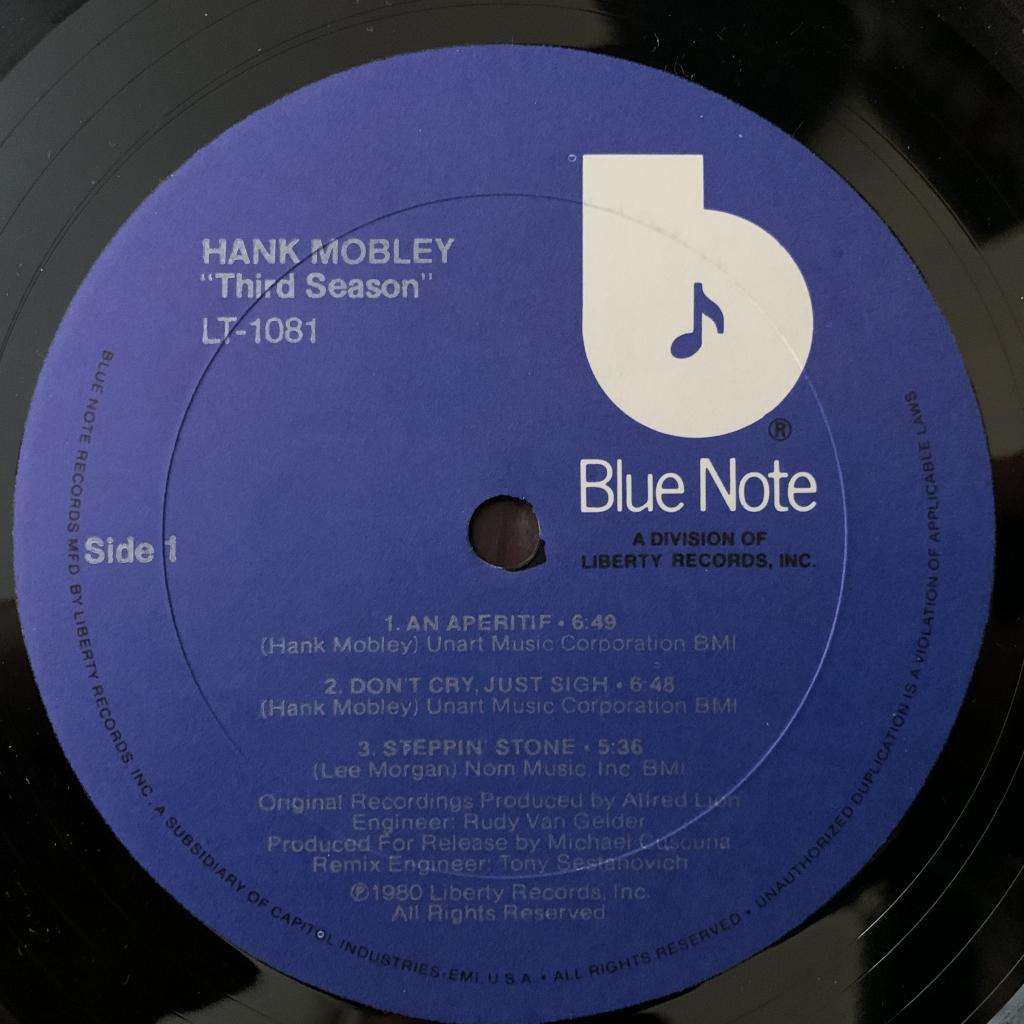 HANK MOBLEY
"Third Season"
LT-1081
®
Blue Note
A DIVISION OF
LIBERTY RECORDS, INC.
Side 1
1. AN APERITIF • 6:49
(Hank Mobley) Unart Music Corporation BMI
2. DON'T CRY, JUST SIGH • 6:48
(Hank Mobley) Unart Music Corporation BMI
3. STEPPIN' STONE • 5:36
(Lee Morgan) Nom Music, Inc. BMI
Original Recordings Produced by Alfred Lion
Engineer: Rudy Van Gelder
Produced For Release by Michael Cuscuna
Remix Engineer: Tony Sestanovich
℗1980 Liberty Records, Inc.
All Rights Reserved
BLUE NOTE RECORDS MFD. BY LIBERTY RECORDS, INC., A SUBSIDIARY OF CAPITOL INDUSTRIES-EMI, U.S.A. • ALL RIGHTS RESERVED • UNAUTHORIZED DUPLICATION IS A VIOLATION OF APPLICABLE LAWS